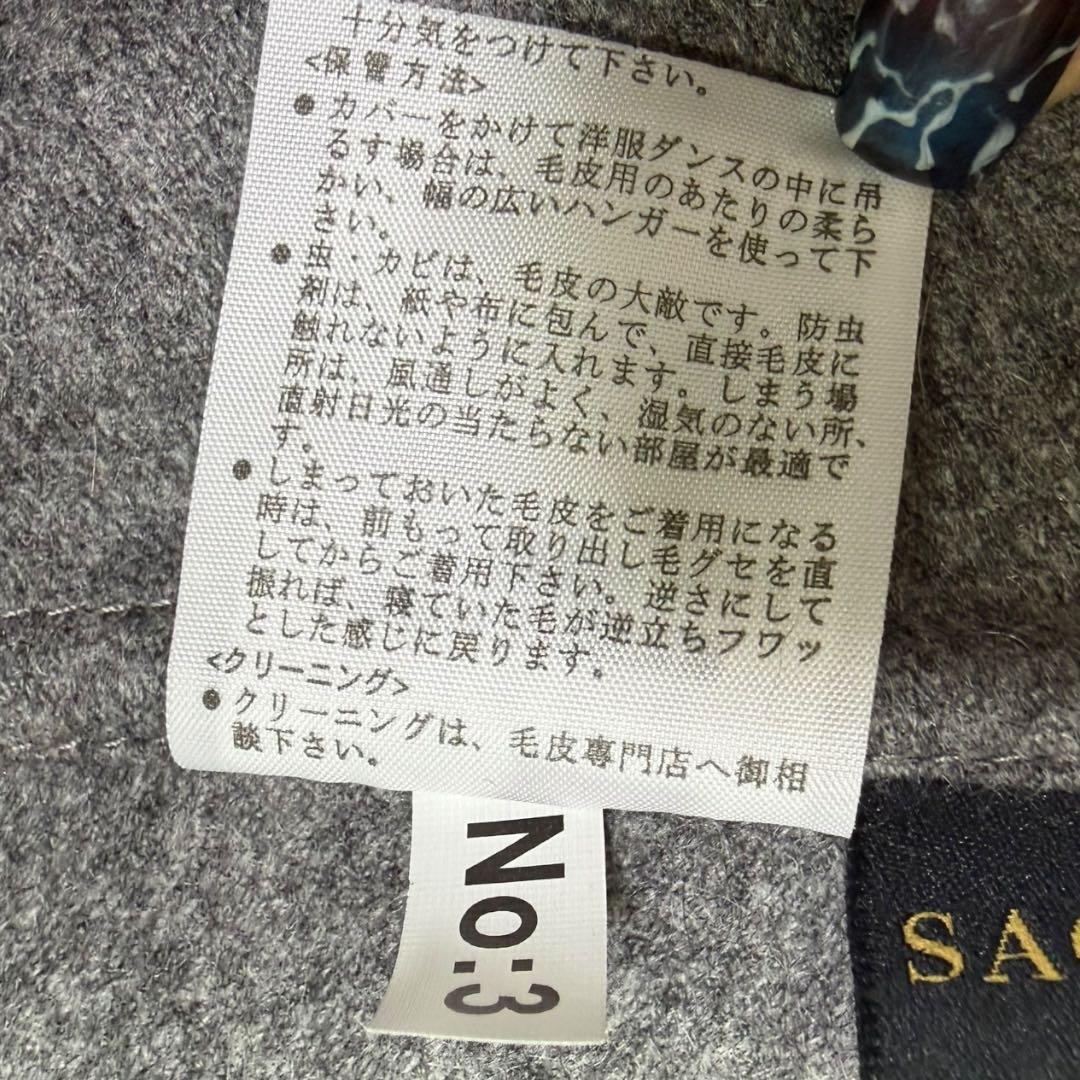 十分気をつけて下さい。
<保管方法>
● カバーをかけて洋服ダンスの中に吊
るす場合は、毛皮用のあたりの柔ら
かい、幅の広いハンガーを使って下
さい。
● 虫・カビは、毛皮の大敵です。防虫
剤は、紙や布に包んで、直接毛皮に
触れないように入れます。しまう場
所は、風通しがよく、湿気のない所、
直射日光の当たらない部屋が最適で
す。
● しまっておいた毛皮をご着用になる
時は、前もって取り出し毛グセを直
してからご着用下さい。逆さにして
振れば、寝ていた毛が逆立ちフワッ
とした感じに戻ります。
<クリーニング>
● クリーニングは、毛皮専門店へ御相
談下さい。
No:3